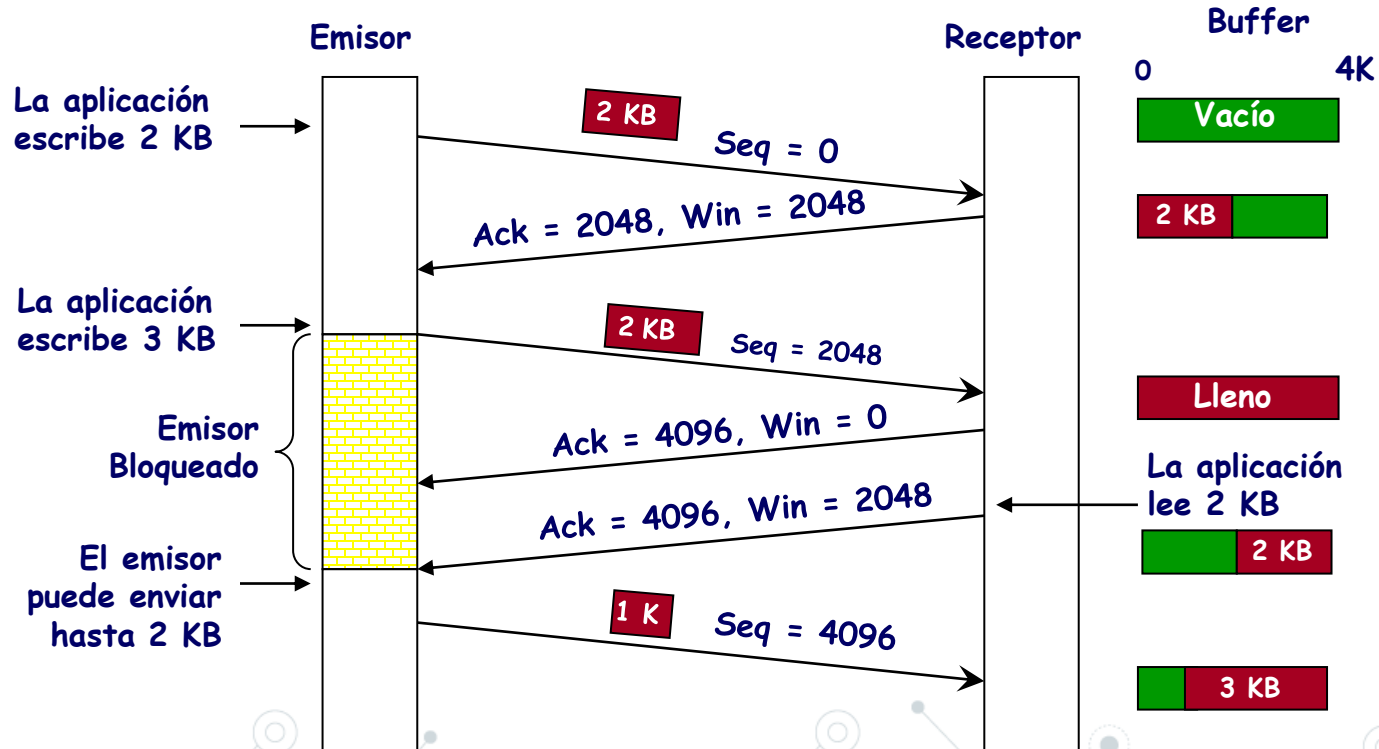 Emisor
Receptor
Buffer
0
4K
La aplicación
escribe 2 KB
2 KB
Seq = 0
Vacío
Ack = 2048, Win = 2048
2 KB
La aplicación
escribe 3 KB
2 KB
Seq = 2048
Lleno
Emisor
Bloqueado
Ack = 4096, Win = 0
La aplicación
lee 2 KB
Ack = 4096, Win = 2048
2 KB
El emisor
puede enviar
hasta 2 KB
1 K
Seq = 4096
3 KB